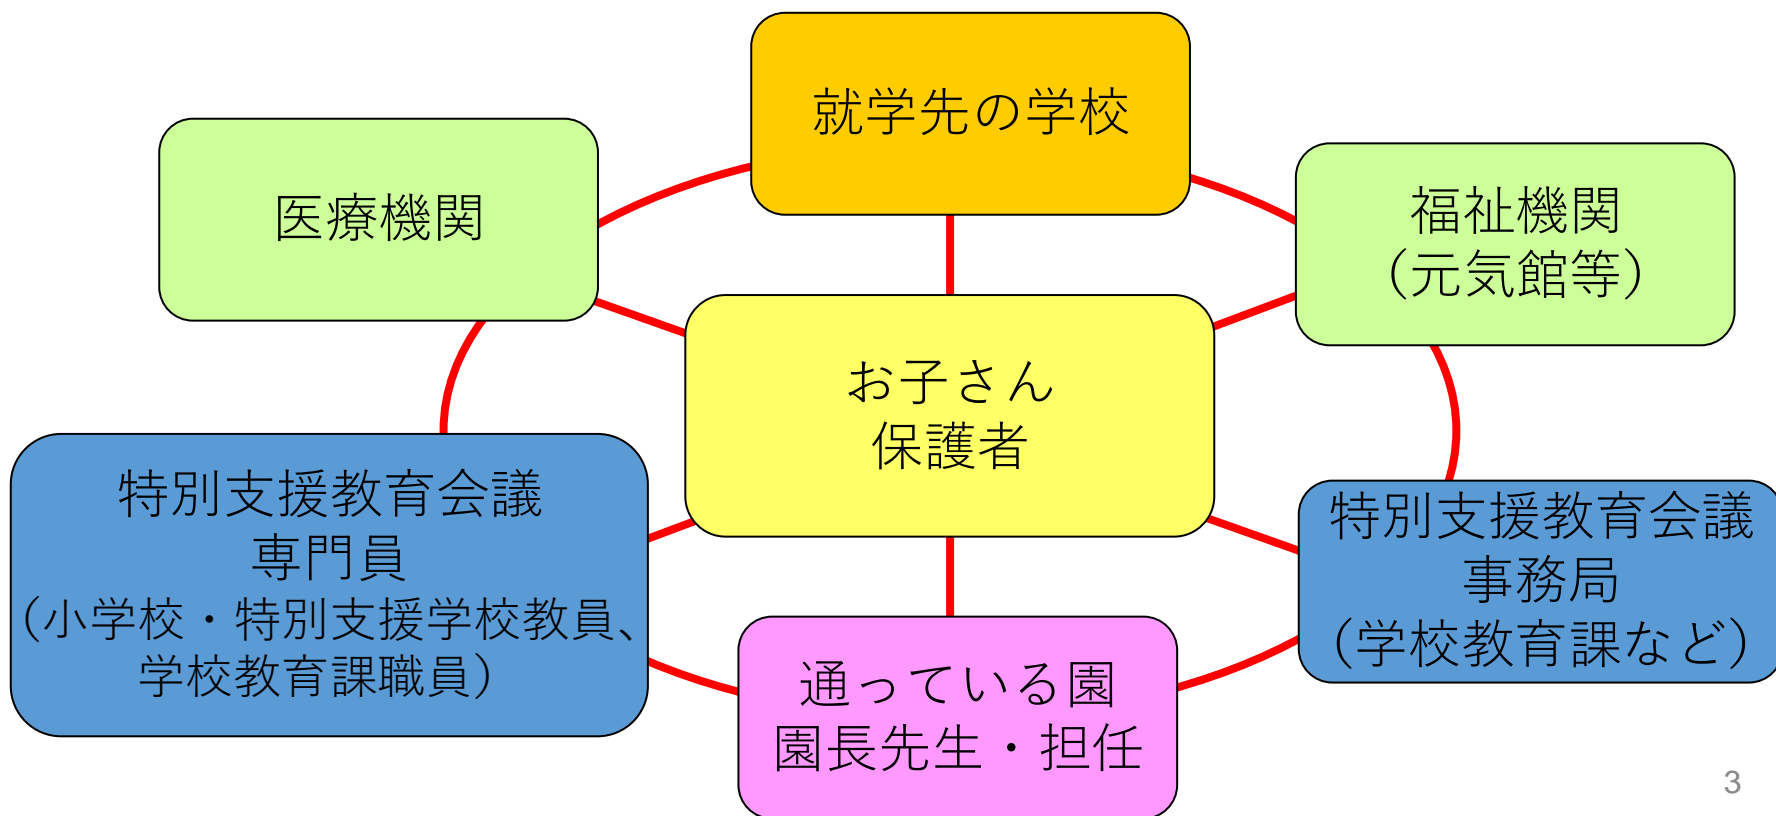 就学先の学校
医療機関
福祉機関
（元気館等）
お子さん
保護者
特別支援教育会議
専門員
（小学校・特別支援学校教員、
学校教育課職員）
特別支援教育会議
事務局
（学校教育課など）
通っている園
園長先生・担任
3